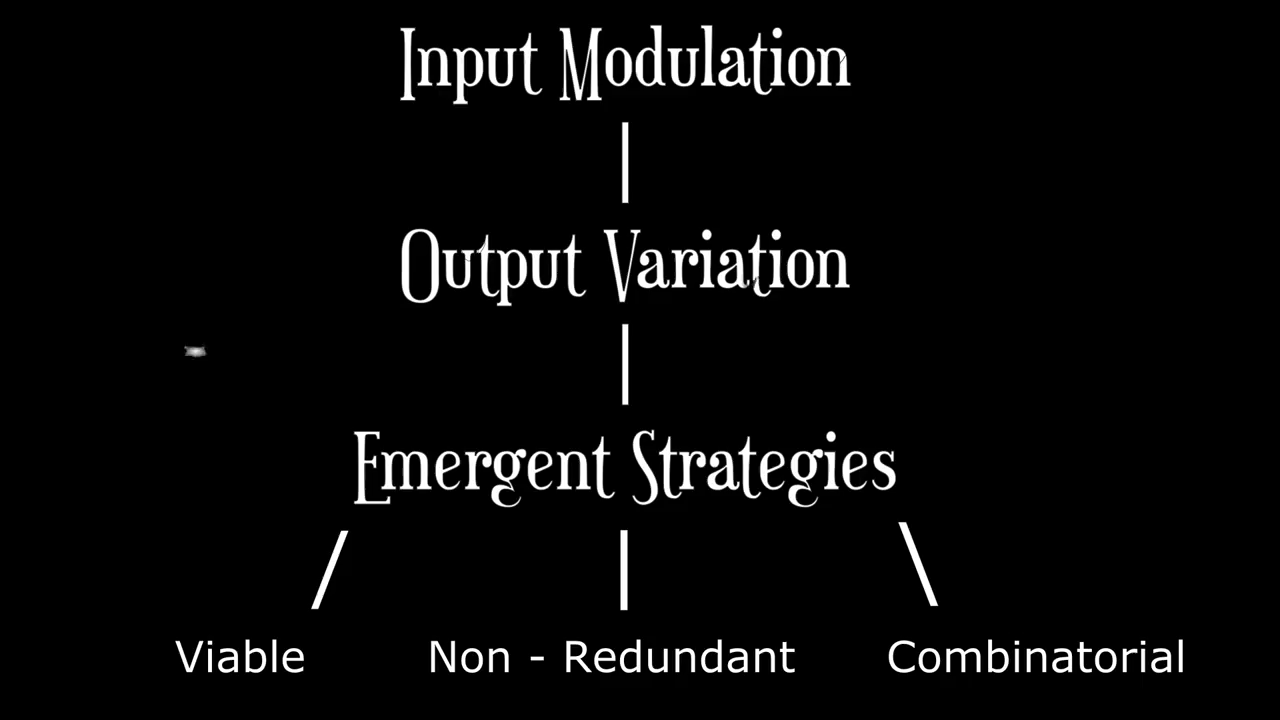 Input Modulation
Output Variation
Emergent Strategies
Viable Non - Redundant Combinatorial